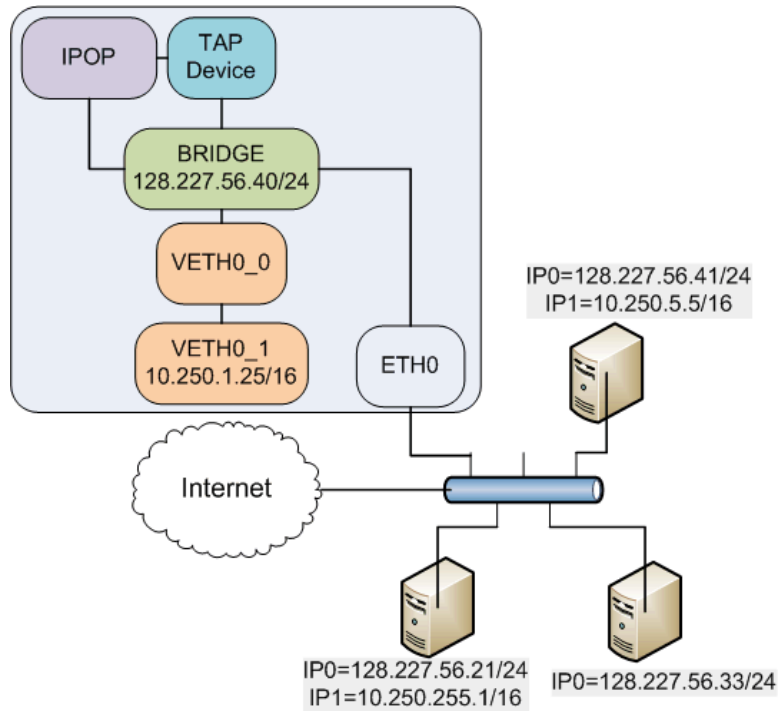 IPOP
TAP
Device
BRIDGE
128.227.56.40/24
VETH0_0
VETH0_1
10.250.1.25/16
ETH0
IP0=128.227.56.41/24
IP1=10.250.5.5/16
Internet
IP0=128.227.56.21/24
IP1=10.250.255.1/16
IP0=128.227.56.33/24